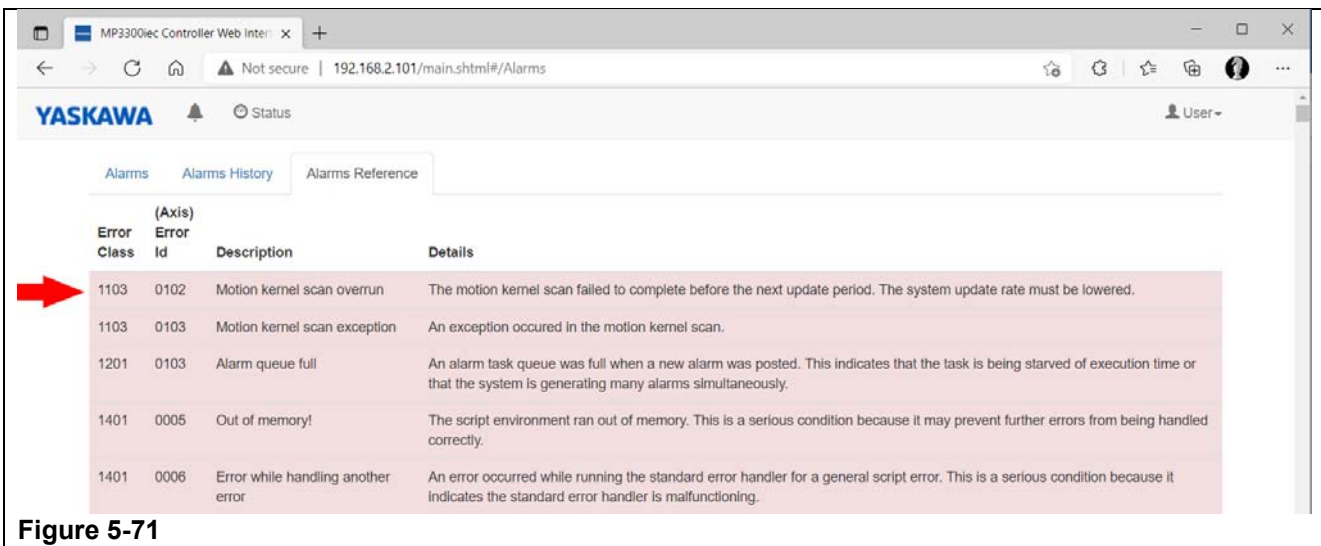 MP3300iec Controller Web Inter
Not secure | 192.168.2.101/main.shtml#/Alarms
YASKAWA Status User
Alarms Alarms History Alarms Reference
Error Class (Axis) Error Id Description Details
1103 0102 Motion kernel scan overrun The motion kernel scan failed to complete before the next update period. The system update rate must be lowered.
1103 0103 Motion kernel scan exception An exception occured in the motion kernel scan.
1201 0103 Alarm queue full An alarm task queue was full when a new alarm was posted. This indicates that the task is being starved of execution time or
that the system is generating many alarms simultaneously.
1401 0005 Out of memory! The script environment ran out of memory. This is a serious condition because it may prevent further errors from being handled
correctly.
1401 0006 Error while handling another error An error occurred while running the standard error handler for a general script error. This is a serious condition because it
indicates the standard error handler is malfunctioning.
Figure 5-71